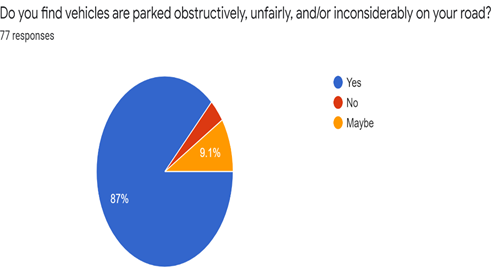 Do you find vehicles are parked obstructively, unfairly, and/or inconsiderably on your road?
77 responses
Yes
No
Maybe
9.1%
87%